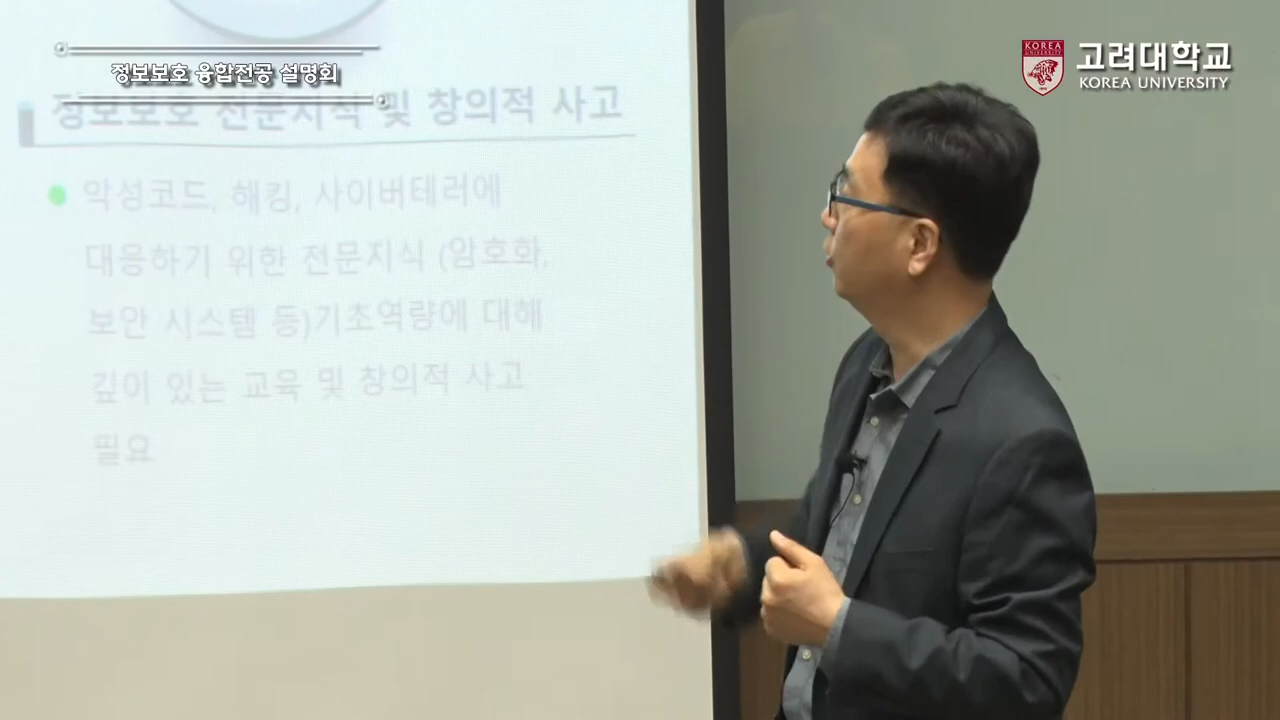 정보보호 융합전공 설명회
KOREA
UNIVERSITY
고려대학교
KOREA UNIVERSITY
정보보호 전문지식 및 창의적 사고
악성코드, 해킹, 사이버테러에
대응하기 위한 전문지식 (암호화,
보안 시스템 등)기초역량에 대해
깊이 있는 교육 및 창의적 사고
필요